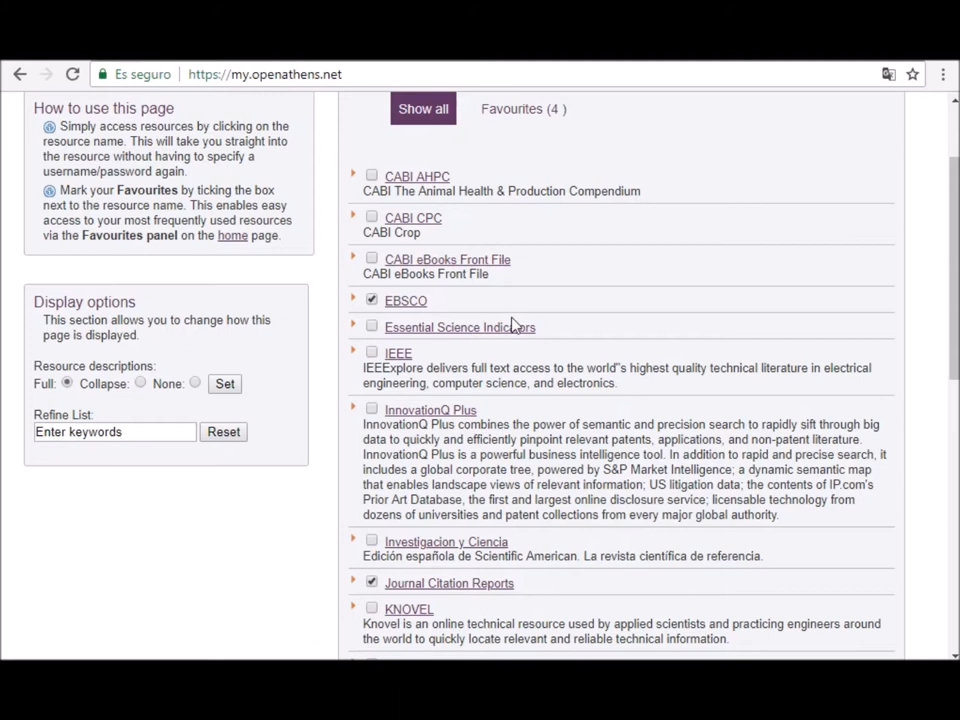 Es seguro | https://my.openathens.net
How to use this page
Simply access resources by clicking on the
resource name. This will take you straight into
the resource without having to specify a
username/password again.
Mark your Favourites by ticking the box
next to the resource name. This enables easy
access to your most frequently used resources
via the Favourites panel on the home page.
Display options
This section allows you to change how this
page is displayed.
Resource descriptions:
Full: Collapse: None: Set
Refine List:
Enter keywords Reset
Show all Favourites (4 )
CABI AHPC
CABI The Animal Health & Production Compendium
CABI CPC
CABI Crop
CABI eBooks Front File
CABI eBooks Front File
EBSCO
Essential Science Indicators
IEEE
IEEExplore delivers full text access to the world"s highest quality technical literature in electrical
engineering, computer science, and electronics.
InnovationQ Plus
InnovationQ Plus combines the power of semantic and precision search to rapidly sift through big
data to quickly and efficiently pinpoint relevant patents, applications, and non-patent literature.
InnovationQ Plus is a powerful business intelligence tool. In addition to rapid and precise search, it
includes a global corporate tree, powered by S&P Market Intelligence; a dynamic semantic map
that enables landscape views of relevant information; US litigation data; the contents of IP.com's
Prior Art Database, the first and largest online disclosure service; licensable technology from
dozens of universities and patent collections from every major global authority.
Investigacion y Ciencia
Edición española de Scientific American. La revista científica de referencia.
Journal Citation Reports
KNOVEL
Knovel is an online technical resource used by applied scientists and practicing engineers around
the world to quickly locate relevant and reliable technical information.